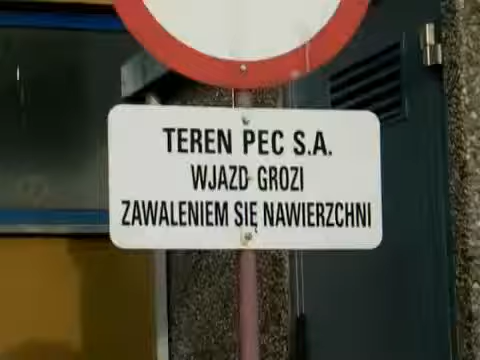 TEREN PEC S.A.
WJAZD GROZI
ZAWALENIEM SIĘ NAWIERZCHNI